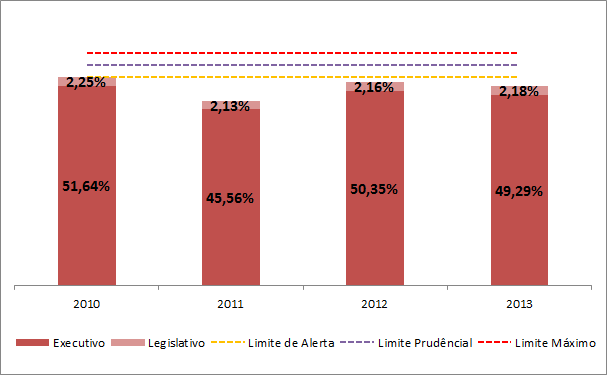 2,25%
2,13%
2,16%
2,18%
51,64%
45,56%
50,35%
49,29%
2010
2011
2012
2013
Executivo
Legislativo
Limite de Alerta
Limite Prudêncial
Limite Máximo